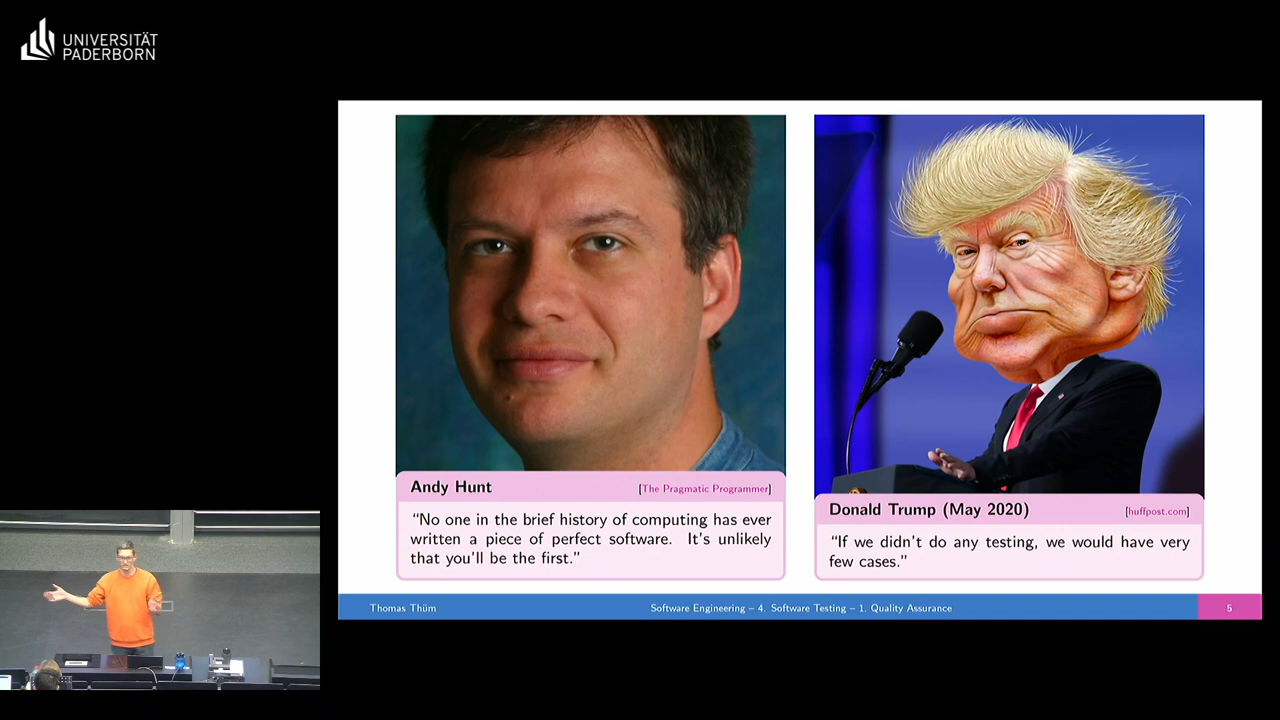 UNIVERSITÄT
PADERBORN
Andy Hunt [The Pragmatic Programmer]
“No one in the brief history of computing has ever
written a piece of perfect software. It's unlikely
that you'll be the first.”
Donald Trump (May 2020) [huffpost.com]
“If we didn't do any testing, we would have very
few cases.”
Thomas Thüm Software Engineering – 4. Software Testing – 1. Quality Assurance 5